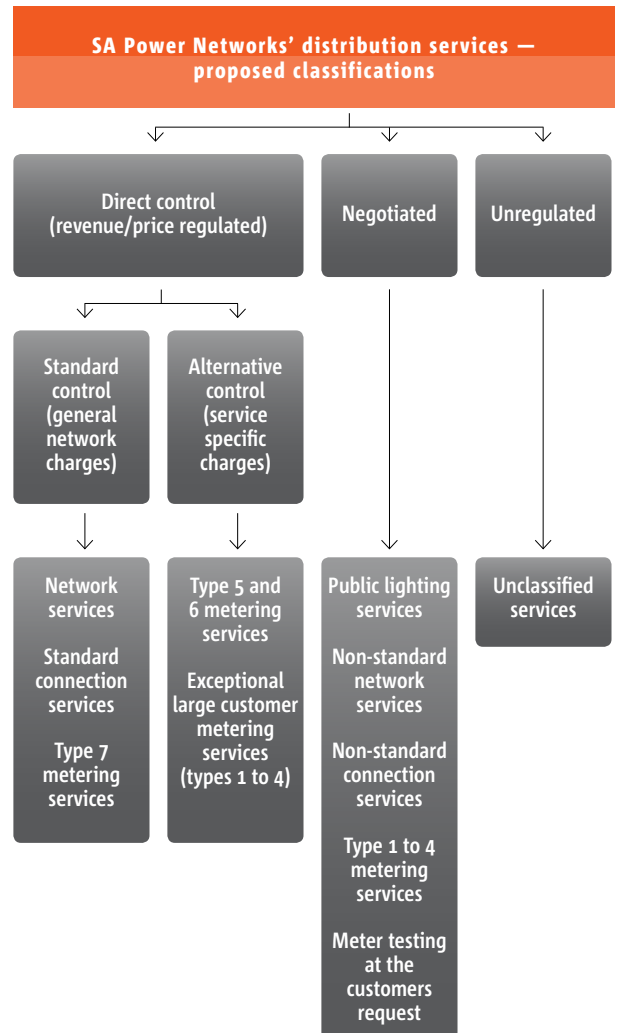 SA Power Networks’ distribution services —
proposed classifications
Direct control
(revenue/price regulated)
Negotiated
Unregulated
Standard
control
(general
network
charges)
Alternative
control
(service
specific
charges)
Network
services
Standard
connection
services
Type 7
metering
services
Type 5 and
6 metering
services
Exceptional
large customer
metering
services
(types 1 to 4)
Public lighting
services
Non-standard
network
services
Non-standard
connection
services
Type 1 to 4
metering
services
Meter testing
at the
customers
request
Unclassified
services